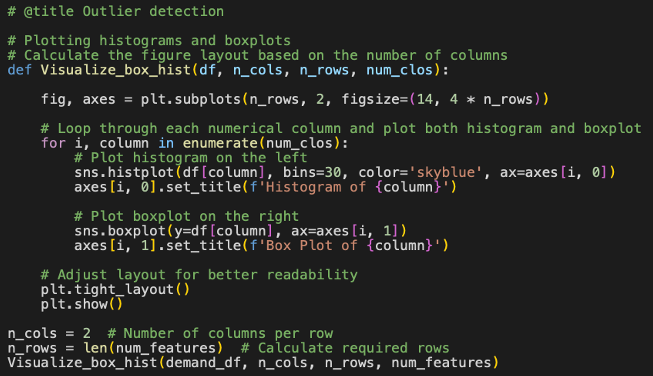 # @title Outlier detection

# Plotting histograms and boxplots
# Calculate the figure layout based on the number of columns
def Visualize_box_hist(df, n_cols, n_rows, num_clos):

    fig, axes = plt.subplots(n_rows, 2, figsize=(14, 4 * n_rows))

    # Loop through each numerical column and plot both histogram and boxplot
    for i, column in enumerate(num_clos):
        # Plot histogram on the left
        sns.histplot(df[column], bins=30, color='skyblue', ax=axes[i, 0])
        axes[i, 0].set_title(f'Histogram of {column}')

        # Plot boxplot on the right
        sns.boxplot(y=df[column], ax=axes[i, 1])
        axes[i, 1].set_title(f'Box Plot of {column}')

    # Adjust layout for better readability
    plt.tight_layout()
    plt.show()

n_cols = 2  # Number of columns per row
n_rows = len(num_features)  # Calculate required rows
Visualize_box_hist(demand_df, n_cols, n_rows, num_features)